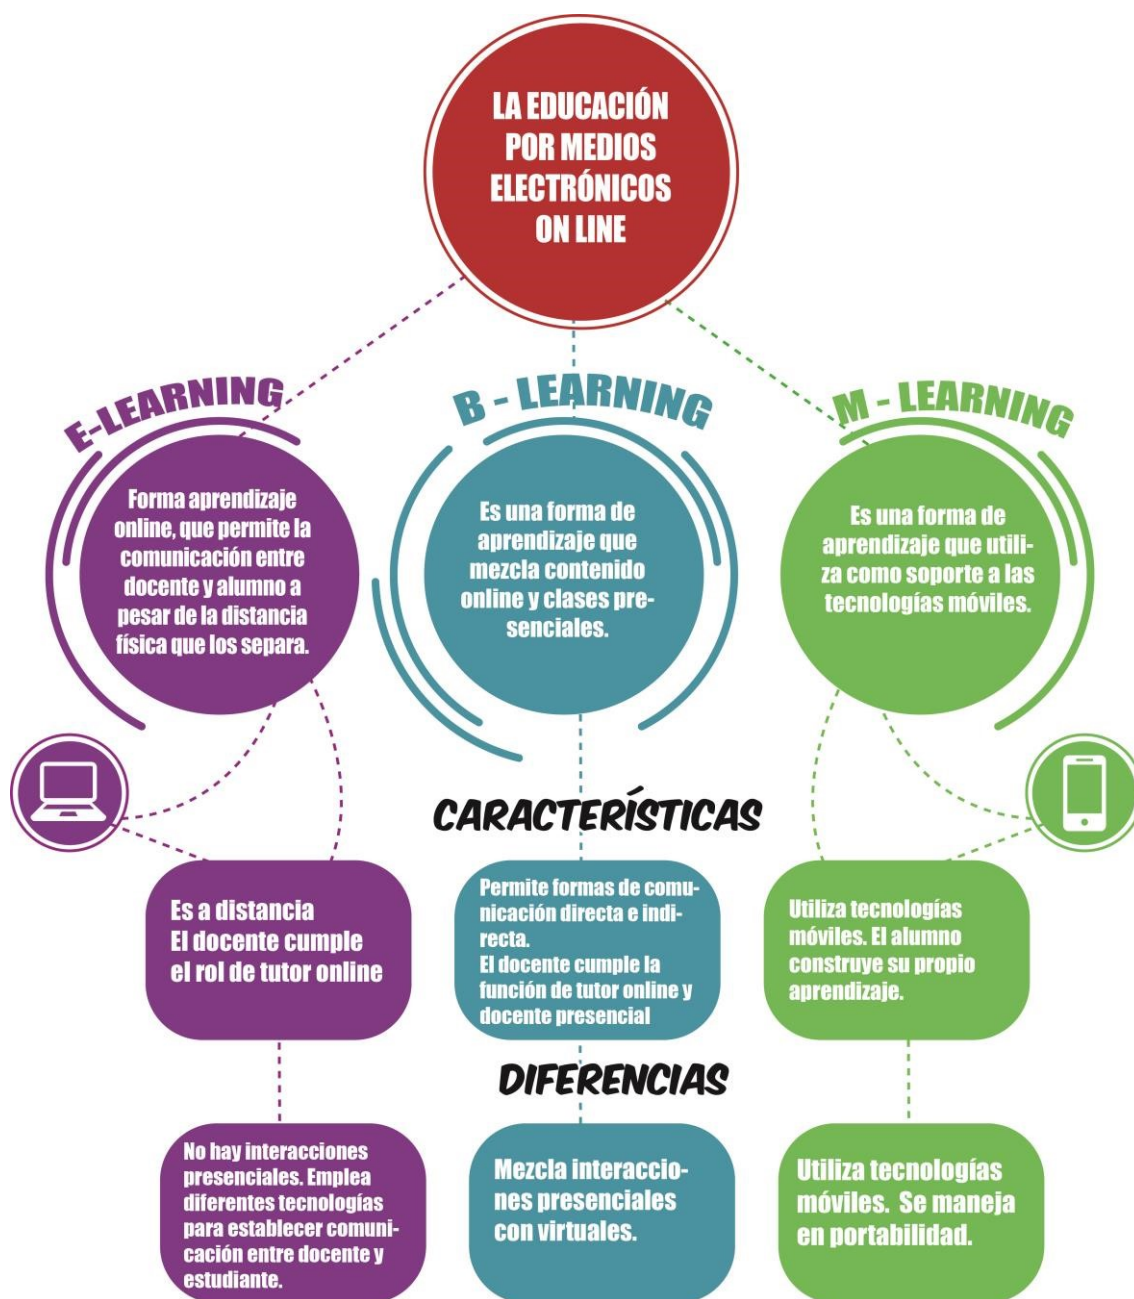 LA EDUCACIÓN
POR MEDIOS
ELECTRÓNICOS
ON LINE
E-LEARNING
Forma aprendizaje
online, que permite la
comunicación entre
docente y alumno a
pesar de la distancia
física que los separa.
B - LEARNING
Es una forma de
aprendizaje que
mezcla contenido
online y clases pre-
senciales.
M - LEARNING
Es una forma de
aprendizaje que utili-
za como soporte a las
tecnologías móviles.
CARACTERÍSTICAS
Es a distancia
El docente cumple
el rol de tutor online
Permite formas de comu-
nicación directa e indi-
recta.
El docente cumple la
función de tutor online y
docente presencial
Utiliza tecnologías
móviles. El alumno
construye su propio
aprendizaje.
DIFERENCIAS
No hay interacciones
presenciales. Emplea
diferentes tecnologías
para establecer comuni-
cación entre docente y
estudiante.
Mezcla interaccio-
nes presenciales
con virtuales.
Utiliza tecnologías
móviles.  Se maneja
en portabilidad.